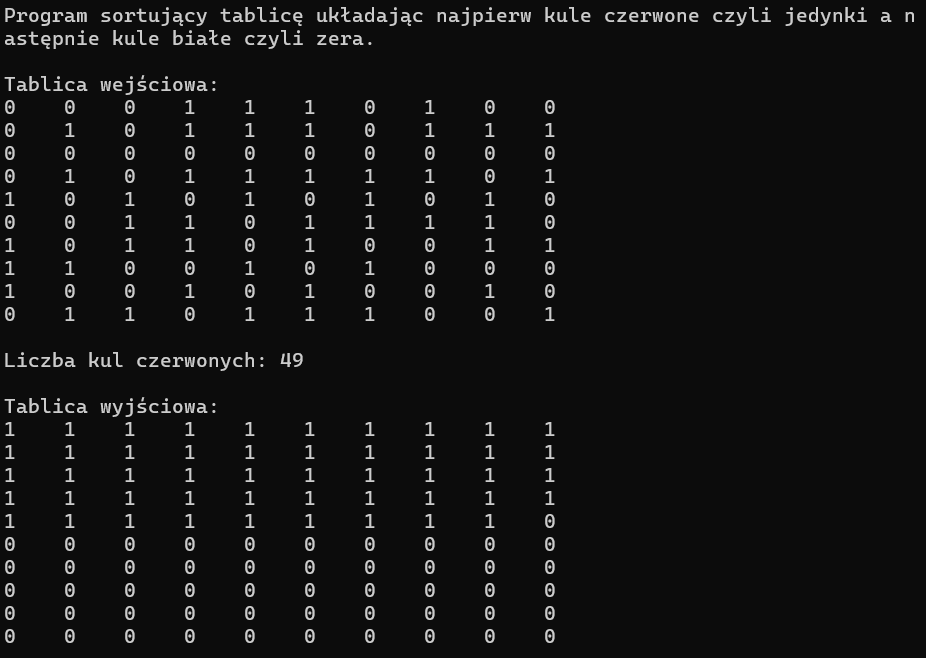 Program sortujący tablicę układając najpierw kule czerwone czyli jedynki a n
astępnie kule białe czyli zera.
Tablica wejściowa:
0 0 0 1 1 1 0 1 0 0
0 1 0 1 1 1 0 1 1 1
0 0 0 0 0 0 0 0 0 0
0 1 0 1 1 1 1 1 0 1
1 0 1 0 1 0 1 0 1 0
0 0 1 1 0 1 1 1 1 0
1 0 1 1 0 1 0 0 1 1
1 1 0 0 1 0 1 0 0 0
1 0 0 1 0 1 0 0 1 0
0 1 1 0 1 1 1 0 0 1
Liczba kul czerwonych: 49
Tablica wyjściowa:
1 1 1 1 1 1 1 1 1 1
1 1 1 1 1 1 1 1 1 1
1 1 1 1 1 1 1 1 1 1
1 1 1 1 1 1 1 1 1 1
1 1 1 1 1 1 1 1 1 0
0 0 0 0 0 0 0 0 0 0
0 0 0 0 0 0 0 0 0 0
0 0 0 0 0 0 0 0 0 0
0 0 0 0 0 0 0 0 0 0
0 0 0 0 0 0 0 0 0 0